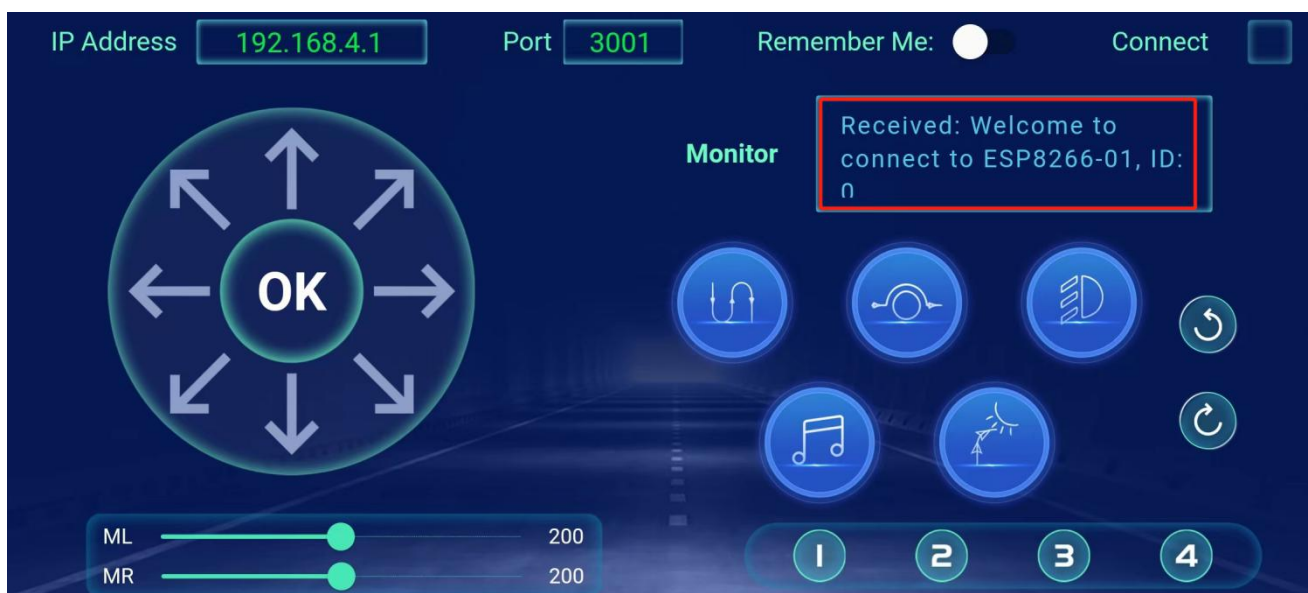 IP Address 192.168.4.1 Port 3001 Remember Me: Connect
Received: Welcome to
Monitor connect to ESP8266-01, ID:
0
OK
ML 200
MR 200
1 2 3 4